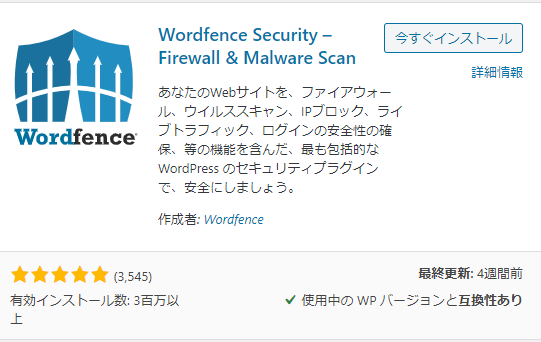 Wordfence Security –
Firewall & Malware Scan
今すぐインストール
詳細情報
あなたのWebサイトを、ファイアウォー
ル、ウイルススキャン、IPブロック、ライ
ブトラフィック、ログインの安全性の確
保、等の機能を含んだ、最も包括的な
WordPress のセキュリティプラグイン
で、安全にしましょう。
作成者: Wordfence
Wordfence
(3,545)
有効インストール数: 3百万以
上
最終更新: 4週間前
使用中の WP バージョンと互換性あり